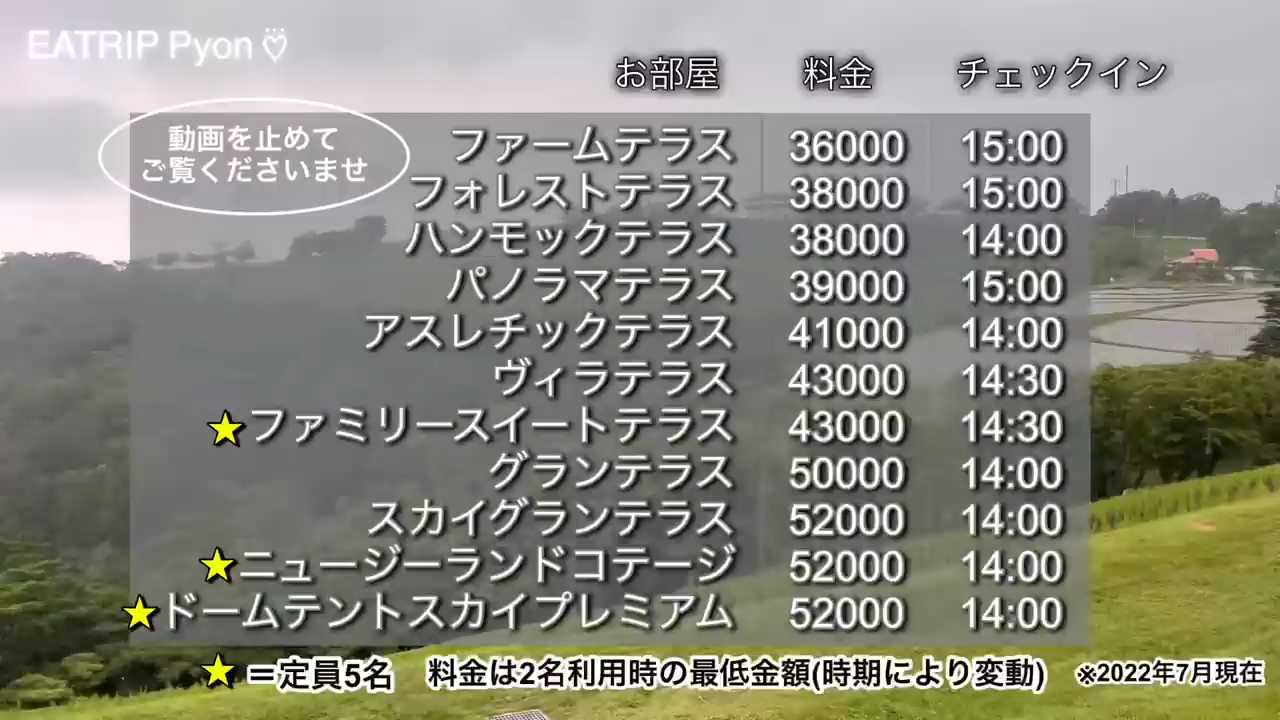 EATRIP Pyon♡
お部屋 料金 チェックイン
動画を止めて
ご覧くださいませ
ファームテラス 36000 15:00
フォレストテラス 38000 15:00
ハンモックテラス 38000 14:00
パノラマテラス 39000 15:00
アスレチックテラス 41000 14:00
ヴィラテラス 43000 14:30
★ファミリースイートテラス 43000 14:30
グランテラス 50000 14:00
スカイグランテラス 52000 14:00
★ニュージーランドコテージ 52000 14:00
★ドームテントスカイプレミアム 52000 14:00
★＝定員5名 料金は2名利用時の最低金額(時期により変動) ※2022年7月現在